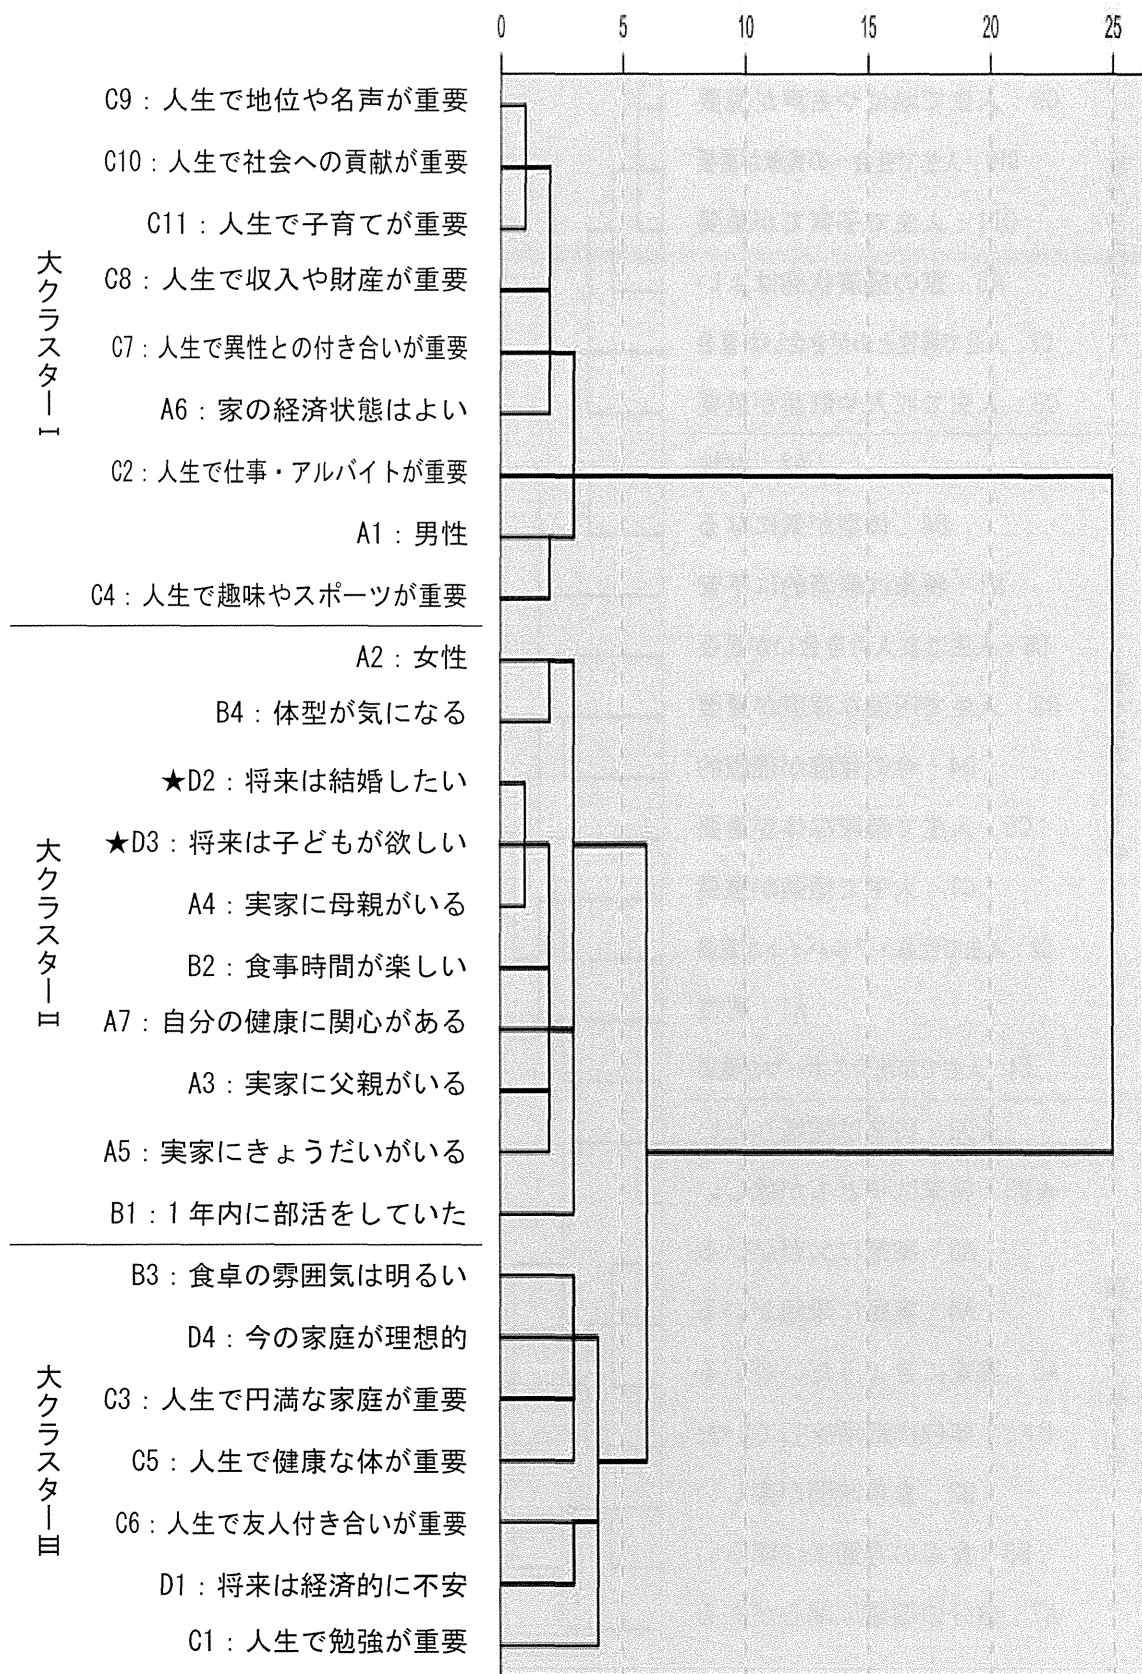 0 5 10 15 20 25
C9：人生で地位や名声が重要
C10：人生で社会への貢献が重要
C11：人生で子育てが重要
C8：人生で収入や財産が重要
C7：人生で異性との付き合いが重要
A6：家の経済状態はよい
C2：人生で仕事・アルバイトが重要
A1：男性
C4：人生で趣味やスポーツが重要
大クラスターⅠ
A2：女性
B4：体型が気になる
★D2：将来は結婚したい
★D3：将来は子どもが欲しい
A4：実家に母親がいる
B2：食事時間が楽しい
A7：自分の健康に関心がある
A3：実家に父親がいる
A5：実家にきょうだいがいる
B1：1年内に部活をしていた
大クラスターⅡ
B3：食卓の雰囲気は明るい
D4：今の家庭が理想的
C3：人生で円満な家庭が重要
C5：人生で健康な体が重要
C6：人生で友人付き合いが重要
D1：将来は経済的に不安
C1：人生で勉強が重要
大クラスターⅢ